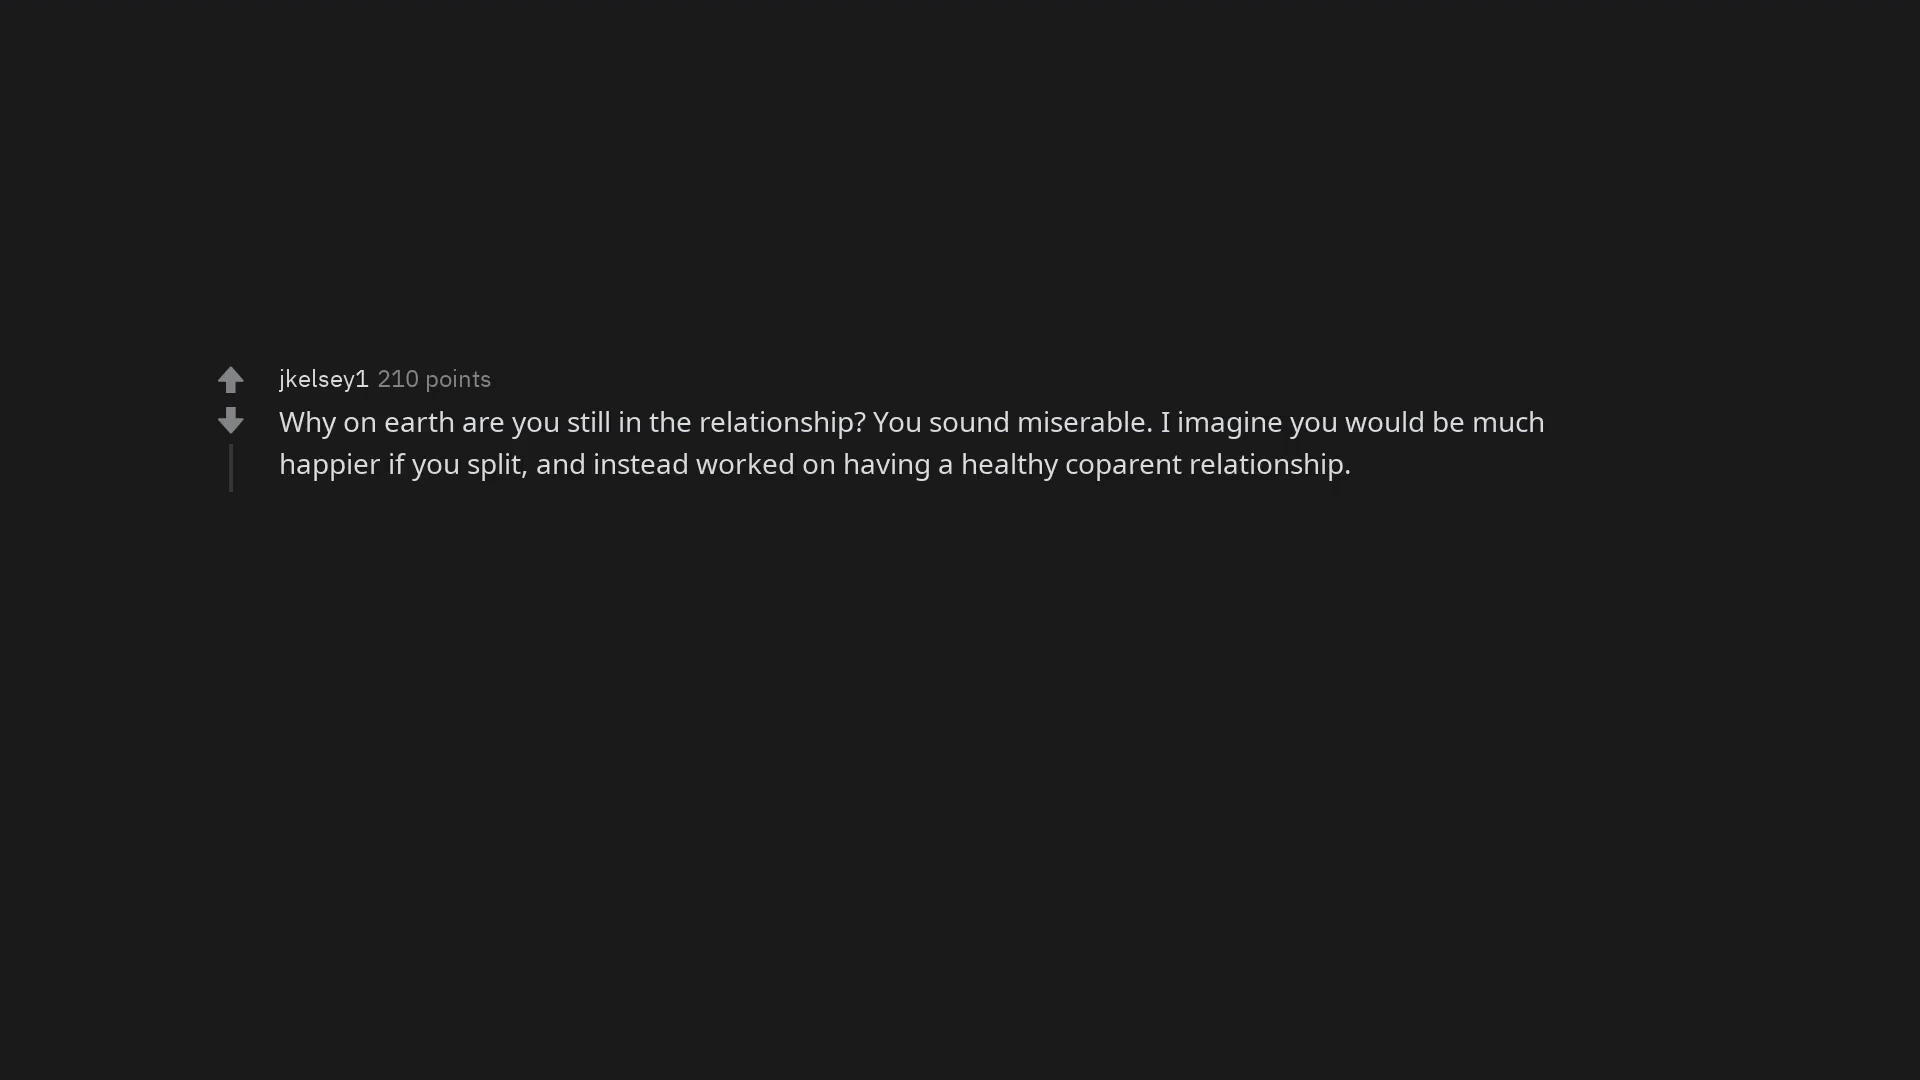 jkelsey1 210 points
Why on earth are you still in the relationship? You sound miserable. I imagine you would be much
happier if you split, and instead worked on having a healthy coparent relationship.